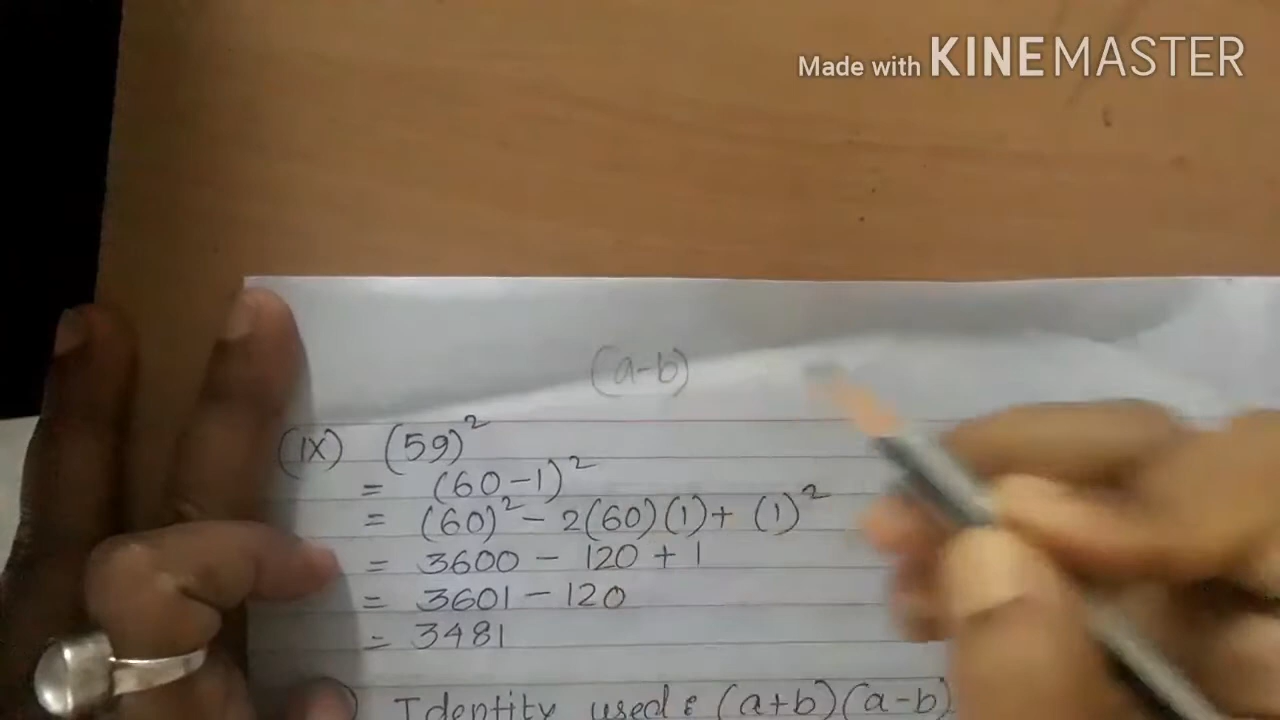 Made with KINEMASTER
(a-b)
(IX) (59)²
= (60-1)²
= (60)² - 2(60)(1) + (1)²
= 3600 - 120 + 1
= 3601 - 120
= 3481
) Identity used : (a+b)(a-b)